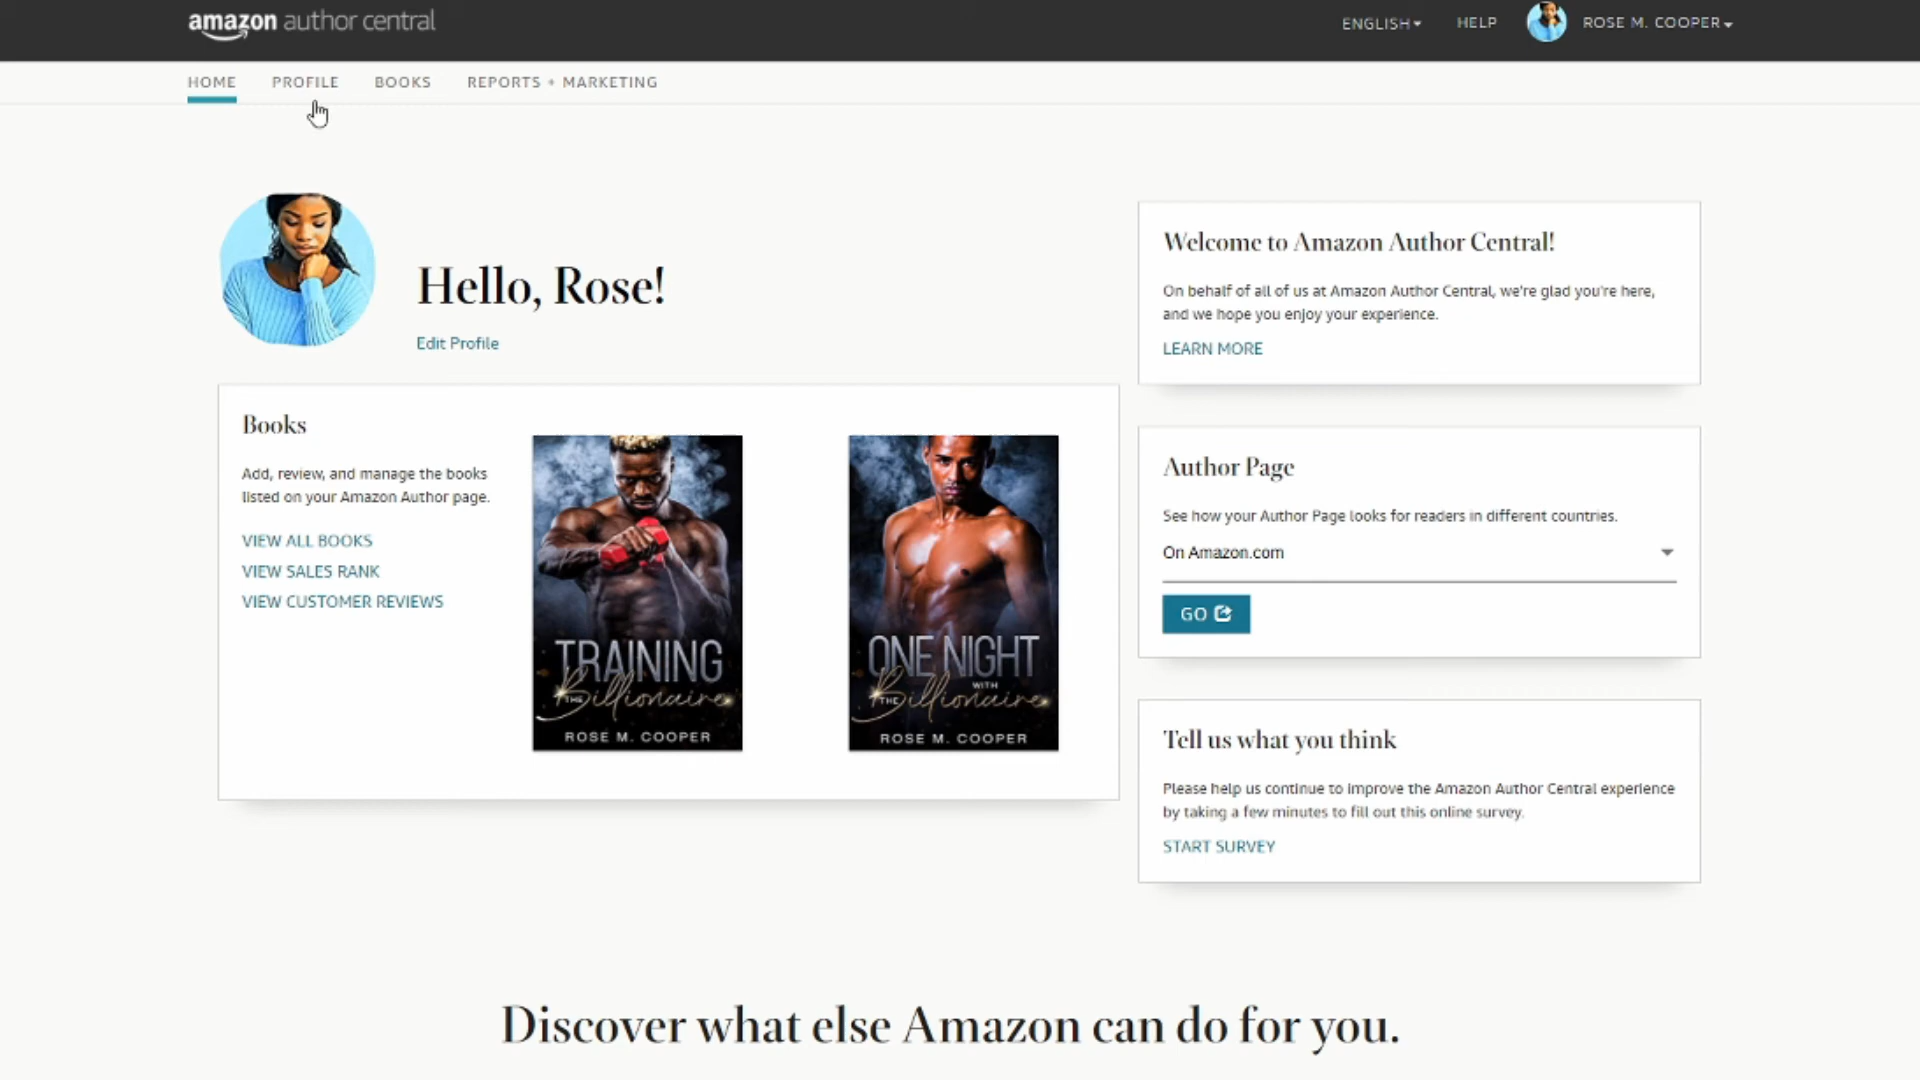 amazon author central
ENGLISH
HELP
ROSE M. COOPER
HOME
PROFILE
BOOKS
REPORTS + MARKETING
Hello, Rose!
Edit Profile
Books
Add, review, and manage the books
listed on your Amazon Author page.
VIEW ALL BOOKS
VIEW SALES RANK
VIEW CUSTOMER REVIEWS
TRAINING
THE Billionaire
ROSE M. COOPER
ONE NIGHT
WITH
THE Billionaire
ROSE M. COOPER
Welcome to Amazon Author Central!
On behalf of all of us at Amazon Author Central, we're glad you're here,
and we hope you enjoy your experience.
LEARN MORE
Author Page
See how your Author Page looks for readers in different countries.
On Amazon.com
GO
Tell us what you think
Please help us continue to improve the Amazon Author Central experience
by taking a few minutes to fill out this online survey.
START SURVEY
Discover what else Amazon can do for you.